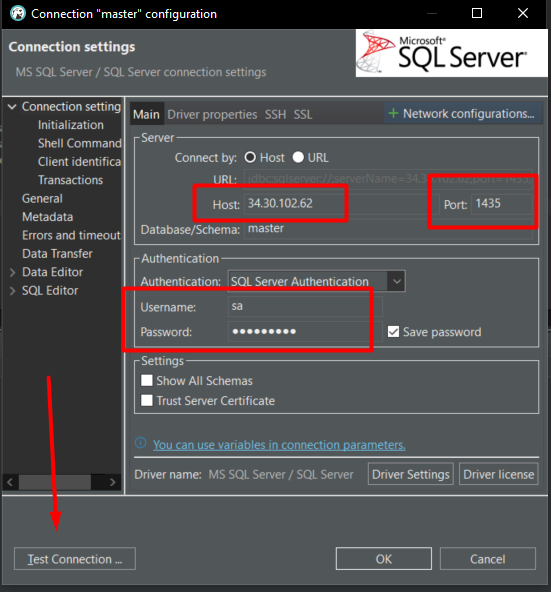 Connection "master" configuration
Connection settings
MS SQL Server / SQL Server connection settings
Microsoft®
SQL Server®
Connection setting
Initialization
Shell Command
Client identifica
Transactions
General
Metadata
Errors and timeout
Data Transfer
Data Editor
SQL Editor
Main Driver properties SSH SSL
+ Network configurations...
Server
Connect by: Host URL
URL: jdbc:sqlserver://;serverName=34.30.102.62;port=1435;
Host: 34.30.102.62 Port: 1435
Database/Schema: master
Authentication
Authentication: SQL Server Authentication
Username: sa
Password: ••••••••• Save password
Settings
Show All Schemas
Trust Server Certificate
You can use variables in connection parameters.
Driver name: MS SQL Server / SQL Server Driver Settings Driver license
Test Connection ... OK Cancel